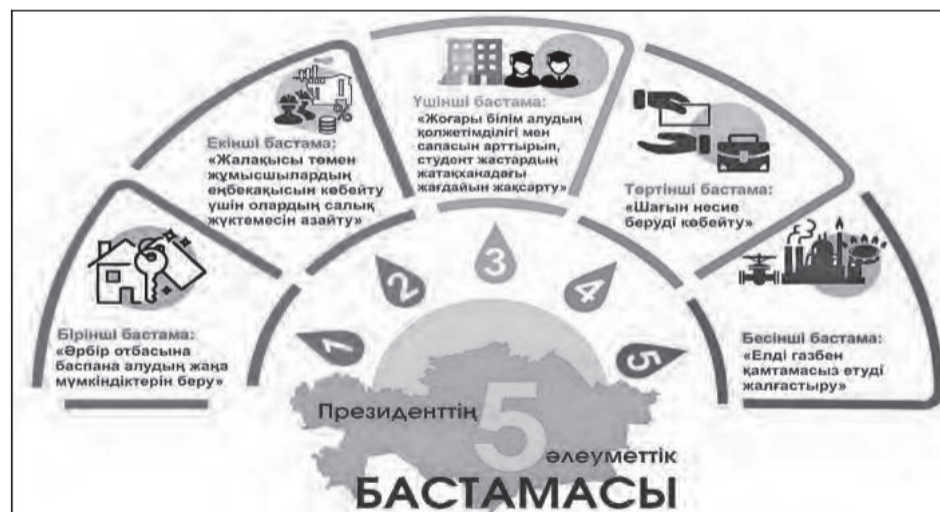 Бірінші бастама:
«Әрбір отбасына
баспана алудың жаңа
мүмкіндіктерін беру»
Екінші бастама:
«Жалақысы төмен
жұмысшылардың
еңбекақысын көбейту
үшін олардың салық
жүктемесін азайту»
Үшінші бастама:
«Жоғары білім алудың
қолжетімділігі мен
сапасын арттырып,
студент жастардың
жатақханадағы
жағдайын жақсарту»
Төртінші бастама:
«Шағын несие
беруді көбейту»
Бесінші бастама:
«Елді газбен
қамтамасыз етуді
жалғастыру»
1
2
3
4
5
Президенттің 5
әлеуметтік
БАСТАМАСЫ